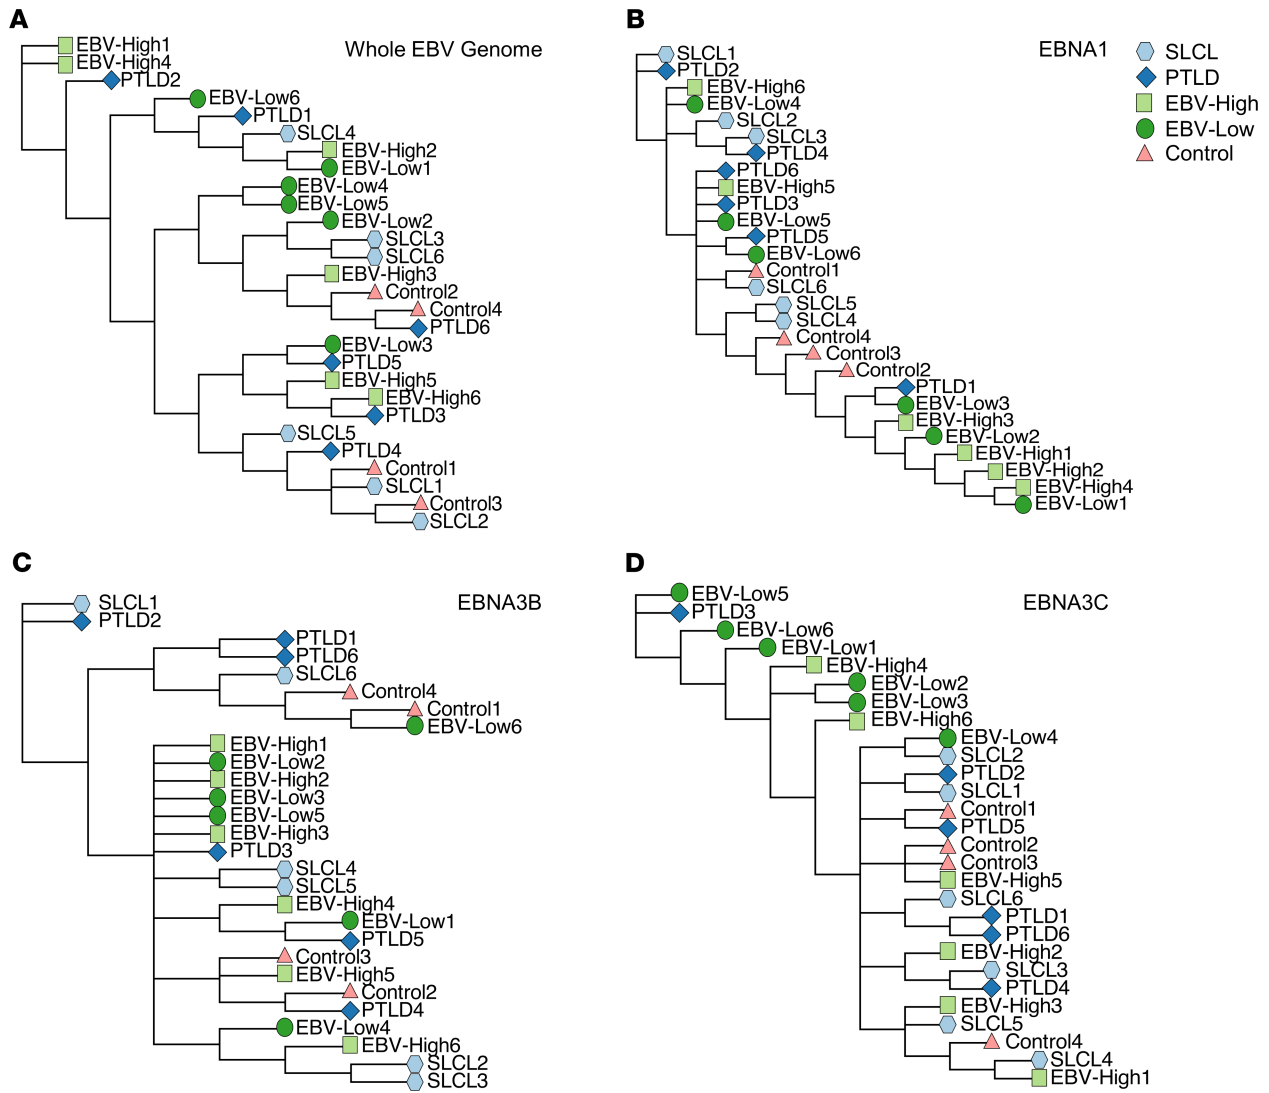 A
Whole EBV Genome
EBV-High1
EBV-High4
PTLD2
EBV-Low6
PTLD1
SLCL4
EBV-High2
EBV-Low1
EBV-Low4
EBV-Low5
EBV-Low2
SLCL3
SLCL6
EBV-High3
Control2
Control4
PTLD6
EBV-Low3
PTLD5
EBV-High5
EBV-High6
PTLD3
SLCL5
PTLD4
Control1
SLCL1
Control3
SLCL2
B
EBNA1
SLCL1
PTLD2
EBV-High6
EBV-Low4
SLCL2
SLCL3
PTLD4
PTLD6
EBV-High5
PTLD3
EBV-Low5
PTLD5
EBV-Low6
Control1
SLCL6
SLCL5
SLCL4
Control4
Control3
Control2
PTLD1
EBV-Low3
EBV-High3
EBV-Low2
EBV-High1
EBV-High2
EBV-High4
EBV-Low1
SLCL
PTLD
EBV-High
EBV-Low
Control
C
EBNA3B
SLCL1
PTLD2
PTLD1
PTLD6
SLCL6
Control4
Control1
EBV-Low6
EBV-High1
EBV-Low2
EBV-High2
EBV-Low3
EBV-Low5
EBV-High3
PTLD3
SLCL4
SLCL5
EBV-High4
EBV-Low1
PTLD5
Control3
EBV-High5
Control2
PTLD4
EBV-Low4
EBV-High6
SLCL2
SLCL3
D
EBNA3C
EBV-Low5
PTLD3
EBV-Low6
EBV-Low1
EBV-High4
EBV-Low2
EBV-Low3
EBV-High6
EBV-Low4
SLCL2
PTLD2
SLCL1
Control1
PTLD5
Control2
Control3
EBV-High5
SLCL6
PTLD1
PTLD6
EBV-High2
SLCL3
PTLD4
EBV-High3
SLCL5
Control4
SLCL4
EBV-High1